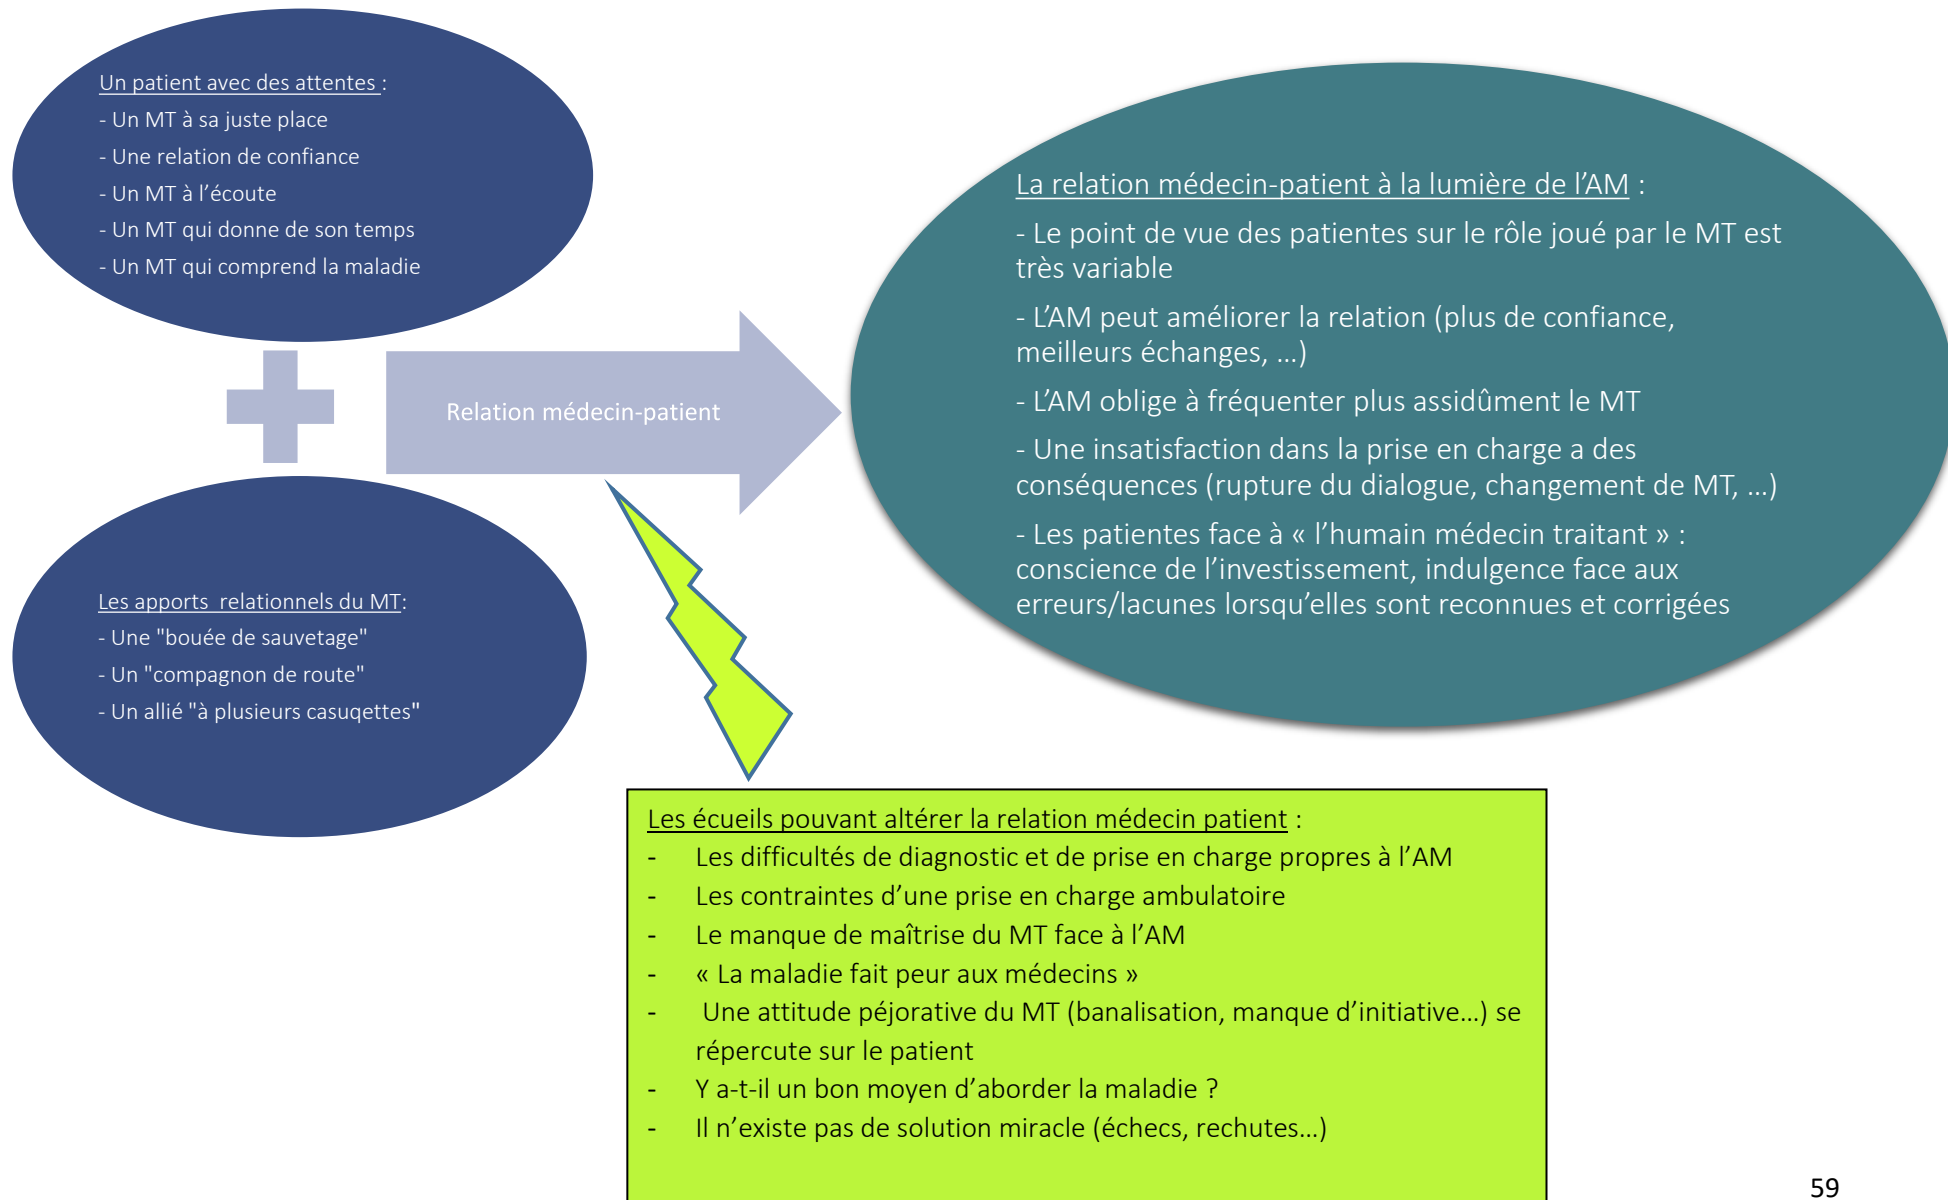 Un patient avec des attentes :
- Un MT à sa juste place
- Une relation de confiance
- Un MT à l’écoute
- Un MT qui donne de son temps
- Un MT qui comprend la maladie
Relation médecin-patient
Les apports  relationnels du MT:
- Une "bouée de sauvetage"
- Un "compagnon de route"
- Un allié "à plusieurs casuqettes"
La relation médecin-patient à la lumière de l’AM :
- Le point de vue des patientes sur le rôle joué par le MT est
très variable
- L’AM peut améliorer la relation (plus de confiance,
meilleurs échanges, …)
- L’AM oblige à fréquenter plus assidûment le MT
- Une insatisfaction dans la prise en charge a des
conséquences (rupture du dialogue, changement de MT, …)
- Les patientes face à « l’humain médecin traitant » :
conscience de l’investissement, indulgence face aux
erreurs/lacunes lorsqu’elles sont reconnues et corrigées
Les écueils pouvant altérer la relation médecin patient :
- Les difficultés de diagnostic et de prise en charge propres à l’AM
- Les contraintes d’une prise en charge ambulatoire
- Le manque de maîtrise du MT face à l’AM
- « La maladie fait peur aux médecins »
- Une attitude péjorative du MT (banalisation, manque d’initiative…) se
répercute sur le patient
- Y a-t-il un bon moyen d’aborder la maladie ?
- Il n’existe pas de solution miracle (échecs, rechutes…)
59